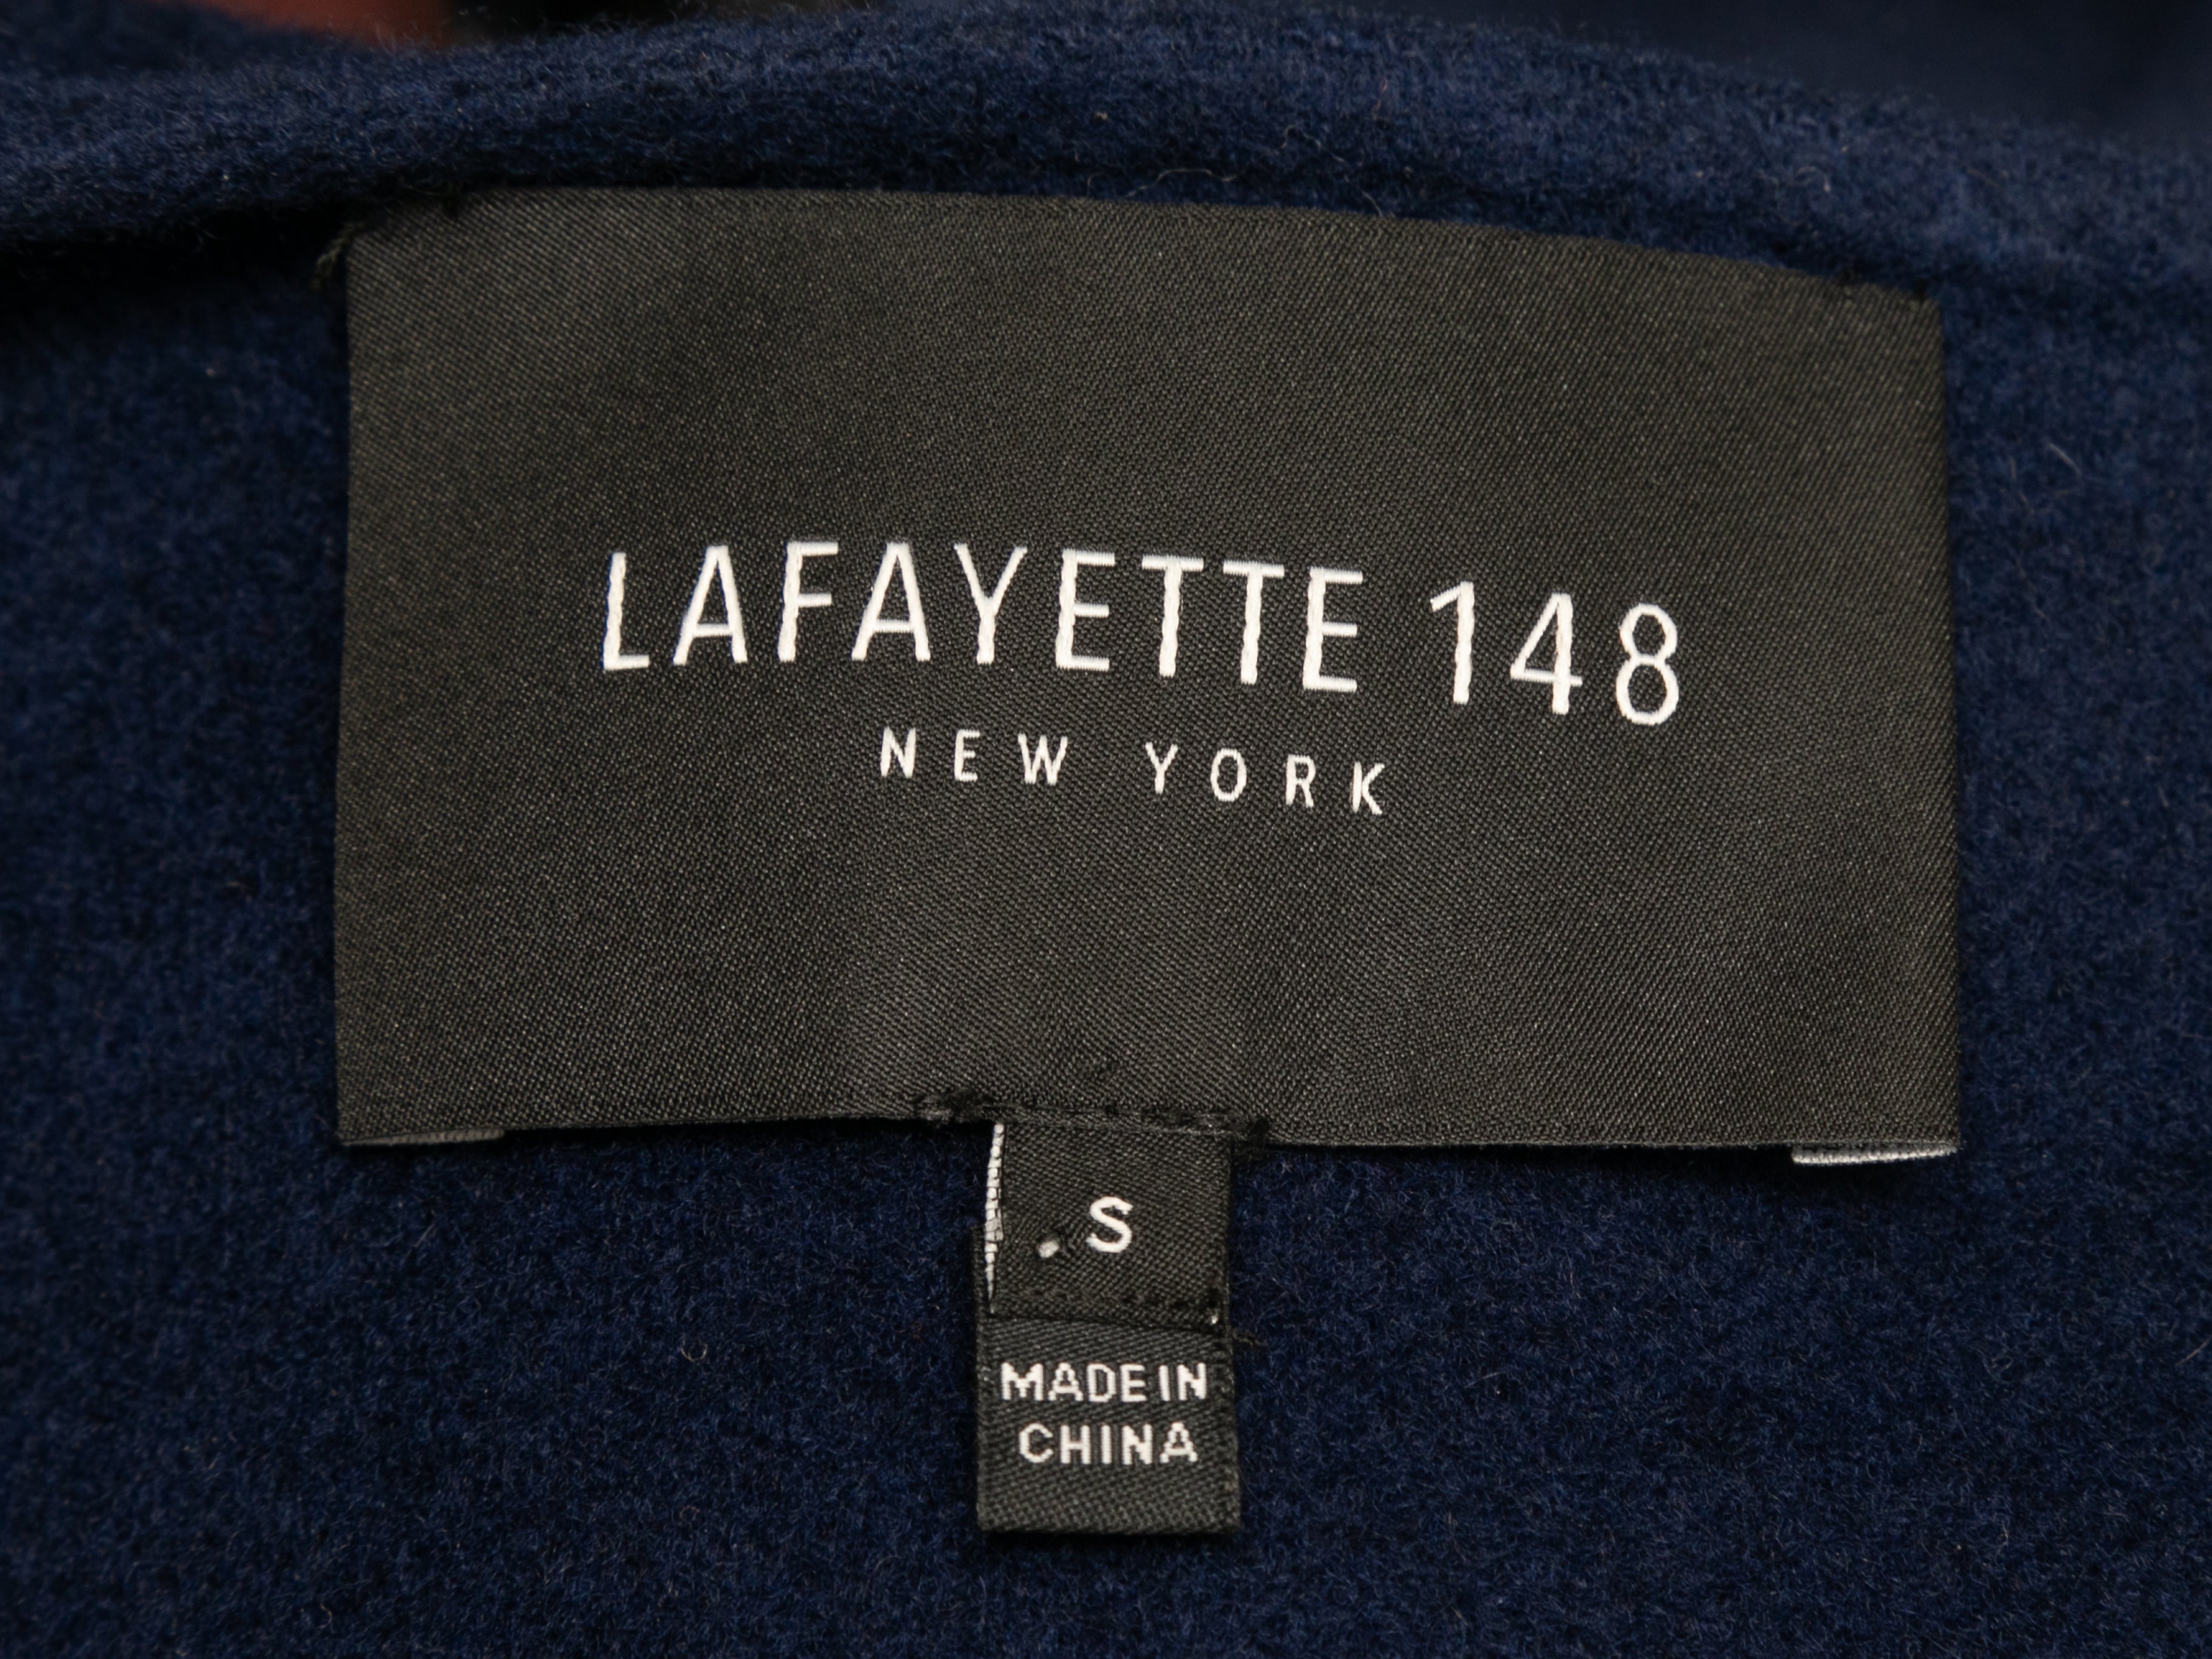 LAFAYETTE 148
NEW YORK
S
MADE IN
CHINA